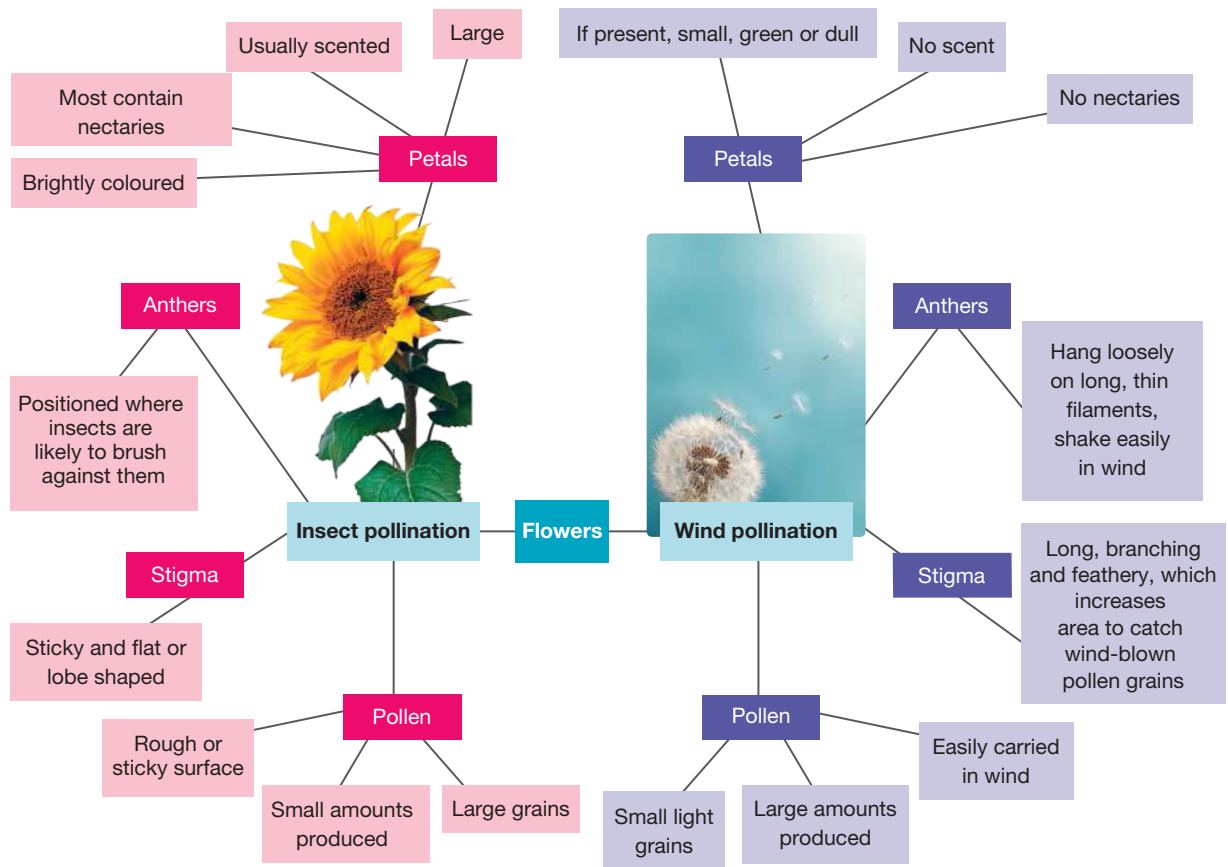 Usually scented
Large
Most contain
nectaries
Brightly coloured
Petals
If present, small, green or dull
No scent
No nectaries
Petals
Anthers
Positioned where
insects are
likely to brush
against them
Anthers
Hang loosely
on long, thin
filaments,
shake easily
in wind
Insect pollination
Flowers
Wind pollination
Stigma
Sticky and flat or
lobe shaped
Stigma
Long, branching
and feathery, which
increases
area to catch
wind-blown
pollen grains
Pollen
Rough or
sticky surface
Small amounts
produced
Large grains
Pollen
Small light
grains
Large amounts
produced
Easily carried
in wind